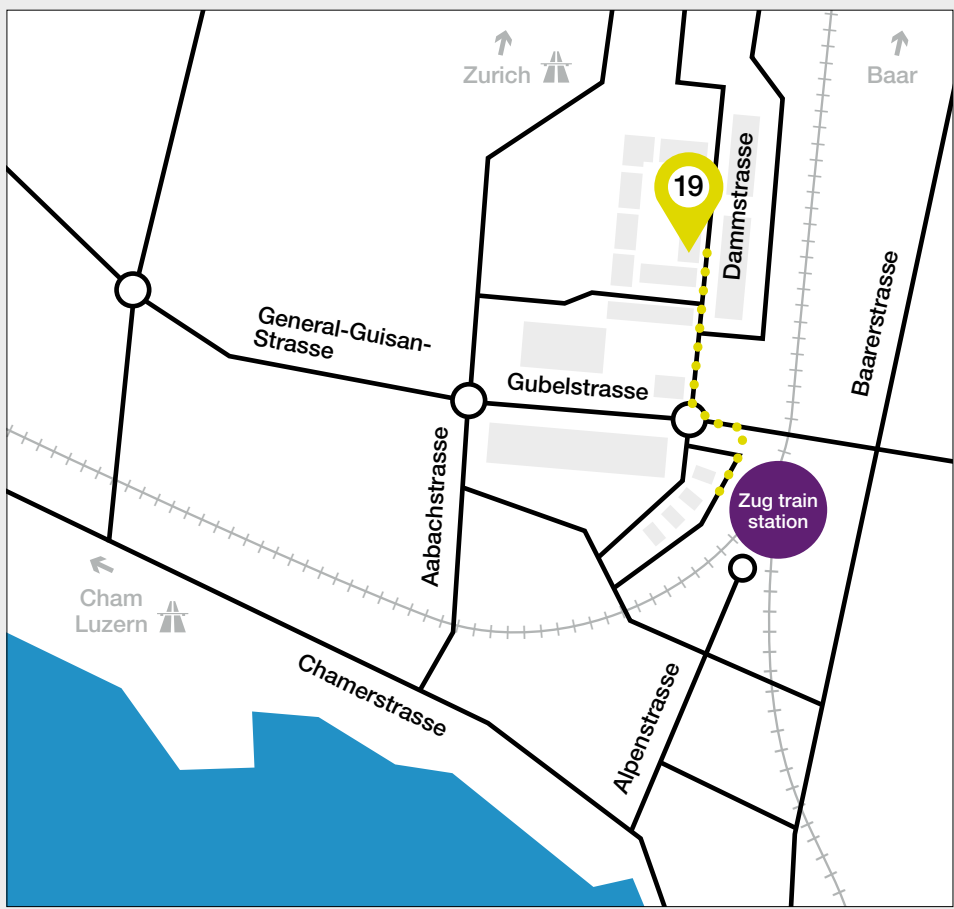 Zurich
Baar
19
Dammstrasse
Baarerstrasse
General-Guisan-
Strasse
Gubelstrasse
Aabachstrasse
Zug train
station
Cham
Luzern
Chamerstrasse
Alpenstrasse